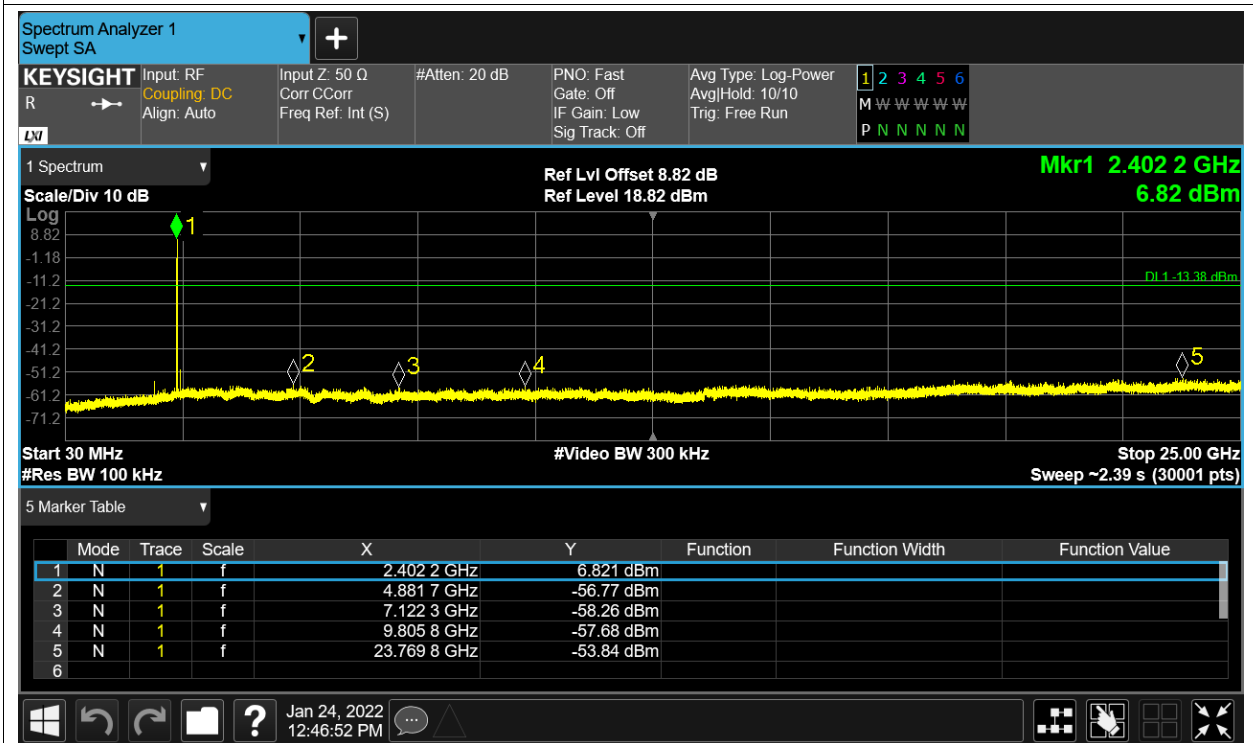 Spectrum Analyzer 1
Swept SA
KEYSIGHT Input: RF Input Z: 50 Ω #Atten: 20 dB PNO: Fast Avg Type: Log-Power 1 2 3 4 5 6
R Coupling: DC Corr CCorr Gate: Off Avg|Hold: 10/10 M W W W W W W
Align: Auto Freq Ref: Int (S) IF Gain: Low Trig: Free Run
LXI Sig Track: Off P N N N N N N
1 Spectrum Ref Lvl Offset 8.82 dB Mkr1 2.402 2 GHz
Scale/Div 10 dB Ref Level 18.82 dBm 6.82 dBm
Log
1
8.82
-1.18
-11.2 DL1 -13.38 dBm
-21.2
-31.2
-41.2
2 3 4 5
-51.2
-61.2
-71.2
Start 30 MHz #Video BW 300 kHz Stop 25.00 GHz
#Res BW 100 kHz Sweep ~2.39 s (30001 pts)
5 Marker Table
Mode Trace Scale X Y Function Function Width Function Value
1 N 1 f 2.402 2 GHz 6.821 dBm
2 N 1 f 4.881 7 GHz -56.77 dBm
3 N 1 f 7.122 3 GHz -58.26 dBm
4 N 1 f 9.805 8 GHz -57.68 dBm
5 N 1 f 23.769 8 GHz -53.84 dBm
6
? Jan 24, 2022
12:46:52 PM